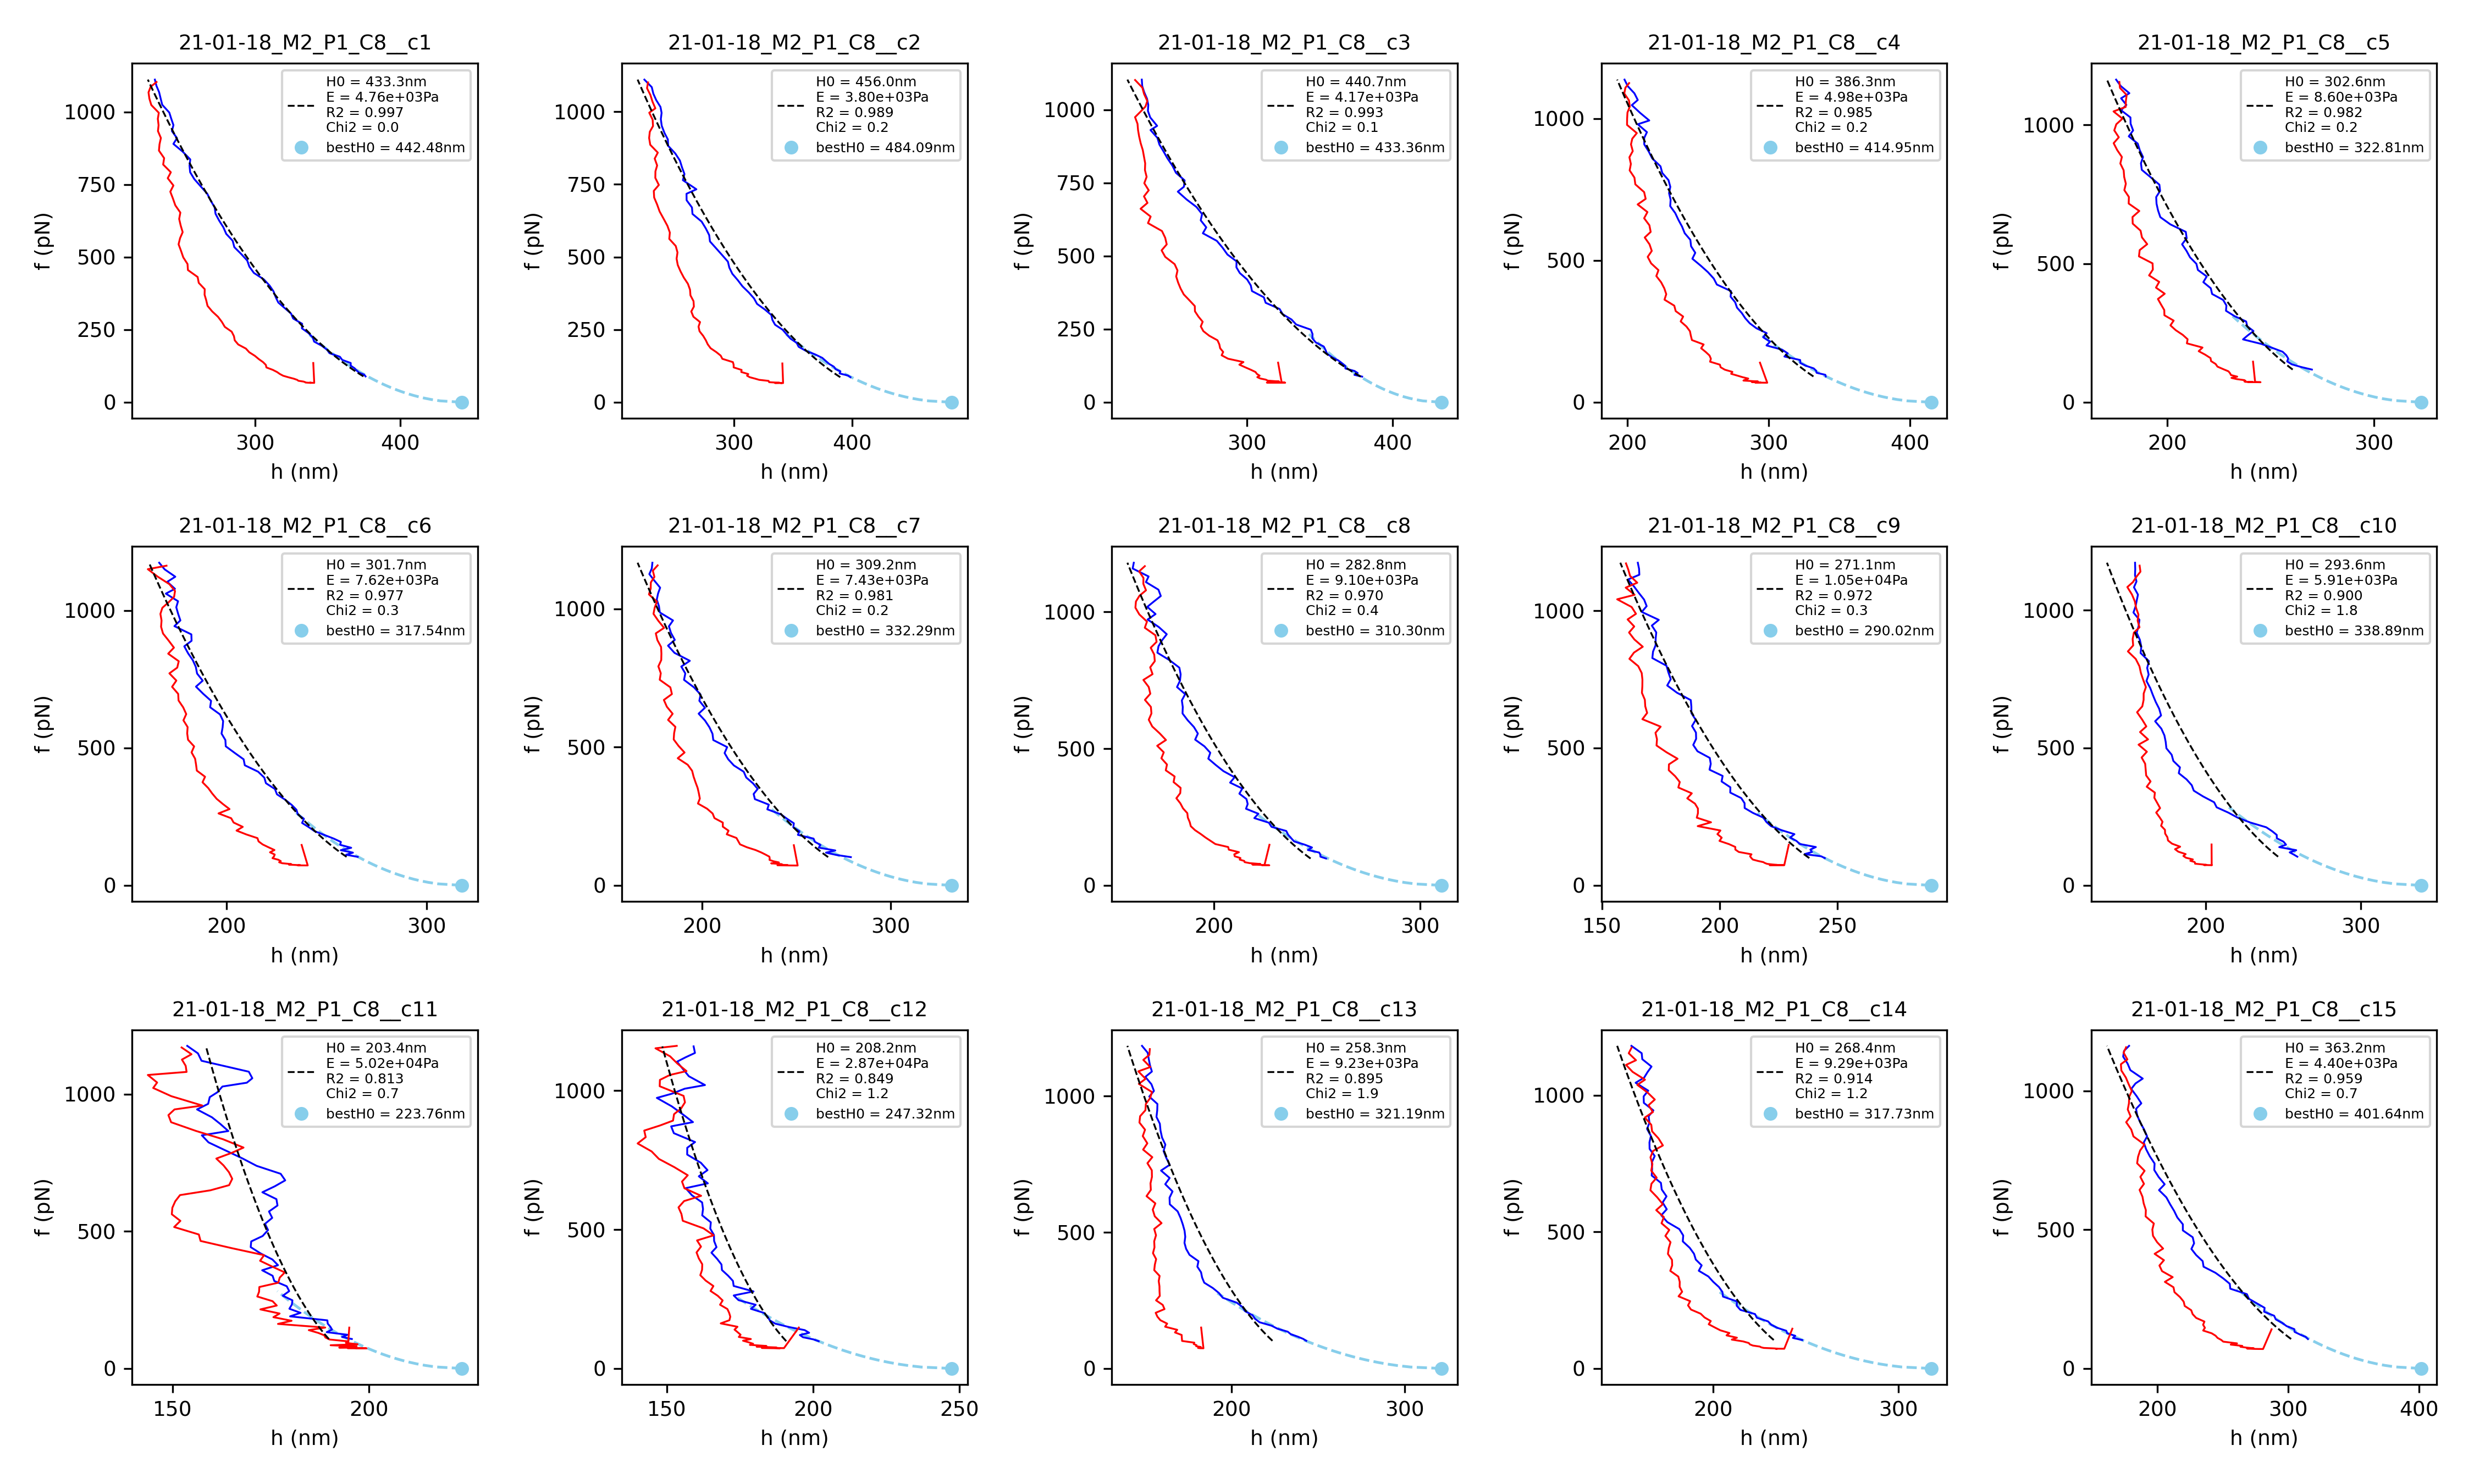 21-01-18_M2_P1_C8__c1
H0 = 433.3nm
E = 4.76e+03Pa
R2 = 0.997
Chi2 = 0.0
bestH0 = 442.48nm
1000
750
500
250
0
f (pN)
300 400
h (nm)
21-01-18_M2_P1_C8__c2
H0 = 456.0nm
E = 3.80e+03Pa
R2 = 0.989
Chi2 = 0.2
bestH0 = 484.09nm
1000
750
500
250
0
f (pN)
300 400
h (nm)
21-01-18_M2_P1_C8__c3
H0 = 440.7nm
E = 4.17e+03Pa
R2 = 0.993
Chi2 = 0.1
bestH0 = 433.36nm
1000
750
500
250
0
f (pN)
300 400
h (nm)
21-01-18_M2_P1_C8__c4
H0 = 386.3nm
E = 4.98e+03Pa
R2 = 0.985
Chi2 = 0.2
bestH0 = 414.95nm
1000
500
0
f (pN)
200 300 400
h (nm)
21-01-18_M2_P1_C8__c5
H0 = 302.6nm
E = 8.60e+03Pa
R2 = 0.982
Chi2 = 0.2
bestH0 = 322.81nm
1000
500
0
f (pN)
200 300
h (nm)
21-01-18_M2_P1_C8__c6
H0 = 301.7nm
E = 7.62e+03Pa
R2 = 0.977
Chi2 = 0.3
bestH0 = 317.54nm
1000
500
0
f (pN)
200 300
h (nm)
21-01-18_M2_P1_C8__c7
H0 = 309.2nm
E = 7.43e+03Pa
R2 = 0.981
Chi2 = 0.2
bestH0 = 332.29nm
1000
500
0
f (pN)
200 300
h (nm)
21-01-18_M2_P1_C8__c8
H0 = 282.8nm
E = 9.10e+03Pa
R2 = 0.970
Chi2 = 0.4
bestH0 = 310.30nm
1000
500
0
f (pN)
200 300
h (nm)
21-01-18_M2_P1_C8__c9
H0 = 271.1nm
E = 1.05e+04Pa
R2 = 0.972
Chi2 = 0.3
bestH0 = 290.02nm
1000
500
0
f (pN)
150 200 250
h (nm)
21-01-18_M2_P1_C8__c10
H0 = 293.6nm
E = 5.91e+03Pa
R2 = 0.900
Chi2 = 1.8
bestH0 = 338.89nm
1000
500
0
f (pN)
200 300
h (nm)
21-01-18_M2_P1_C8__c11
H0 = 203.4nm
E = 5.02e+04Pa
R2 = 0.813
Chi2 = 0.7
bestH0 = 223.76nm
1000
500
0
f (pN)
150 200
h (nm)
21-01-18_M2_P1_C8__c12
H0 = 208.2nm
E = 2.87e+04Pa
R2 = 0.849
Chi2 = 1.2
bestH0 = 247.32nm
1000
500
0
f (pN)
150 200 250
h (nm)
21-01-18_M2_P1_C8__c13
H0 = 258.3nm
E = 9.23e+03Pa
R2 = 0.895
Chi2 = 1.9
bestH0 = 321.19nm
1000
500
0
f (pN)
200 300
h (nm)
21-01-18_M2_P1_C8__c14
H0 = 268.4nm
E = 9.29e+03Pa
R2 = 0.914
Chi2 = 1.2
bestH0 = 317.73nm
1000
500
0
f (pN)
200 300
h (nm)
21-01-18_M2_P1_C8__c15
H0 = 363.2nm
E = 4.40e+03Pa
R2 = 0.959
Chi2 = 0.7
bestH0 = 401.64nm
1000
500
0
f (pN)
200 300 400
h (nm)